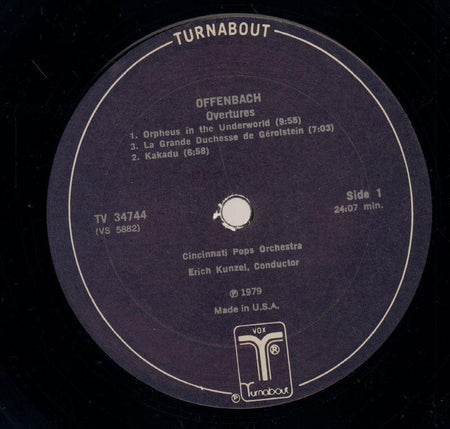 TURNABOUT
OFFENBACH
Overtures
1. Orpheus in the Underworld (9:55)
3. La Grande Duchesse de Gérolstein (7:03)
2. Kakadu (6:58)
TV 34744
(VS 5882)
Side 1
24:07 min.
Cincinnati Pops Orchestra
Erich Kunzel, Conductor
℗ 1979
Made in U.S.A.
VOX
T ®
℗ Turnabout